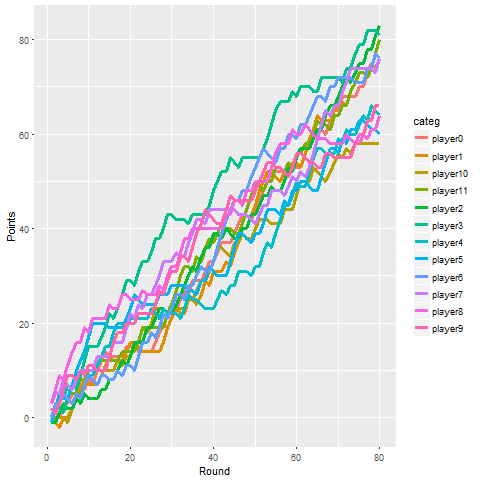 80
60
40
20
0
Points
0
20
40
60
80
Round
categ
player0
player1
player10
player11
player2
player3
player4
player5
player6
player7
player8
player9